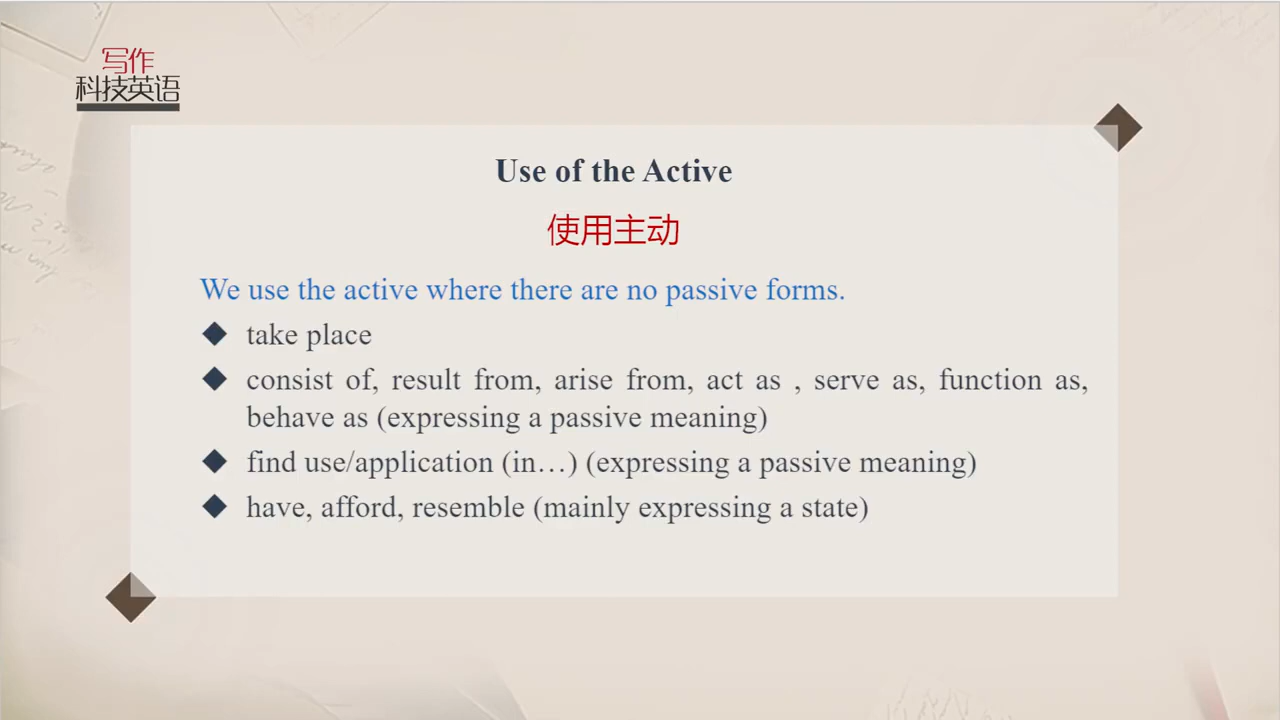 写作
科技英语
Use of the Active
使用主动
We use the active where there are no passive forms.
take place
consist of, result from, arise from, act as , serve as, function as,
behave as (expressing a passive meaning)
find use/application (in…) (expressing a passive meaning)
have, afford, resemble (mainly expressing a state)